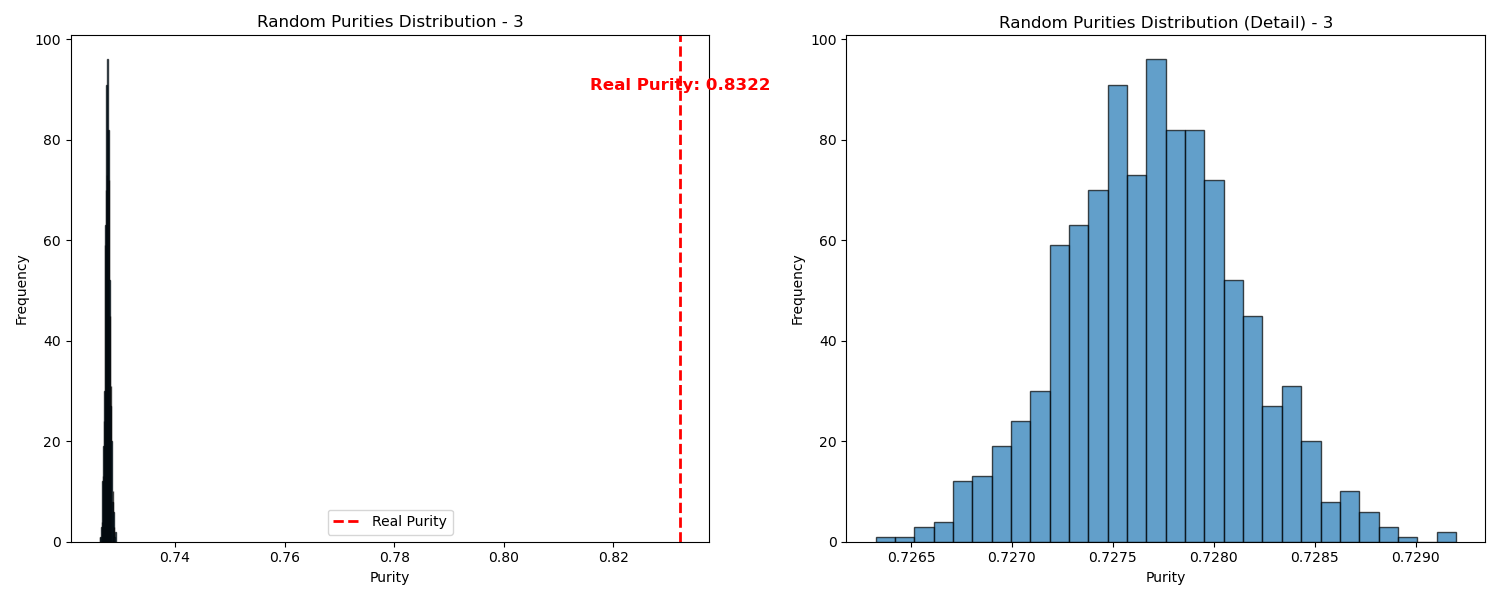 Random Purities Distribution - 3
100
80
60
40
20
0
Frequency
Real Purity: 0.8322
Real Purity
0.74
0.76
0.78
0.80
0.82
Purity
Random Purities Distribution (Detail) - 3
100
80
60
40
20
0
Frequency
0.7265
0.7270
0.7275
0.7280
0.7285
0.7290
Purity